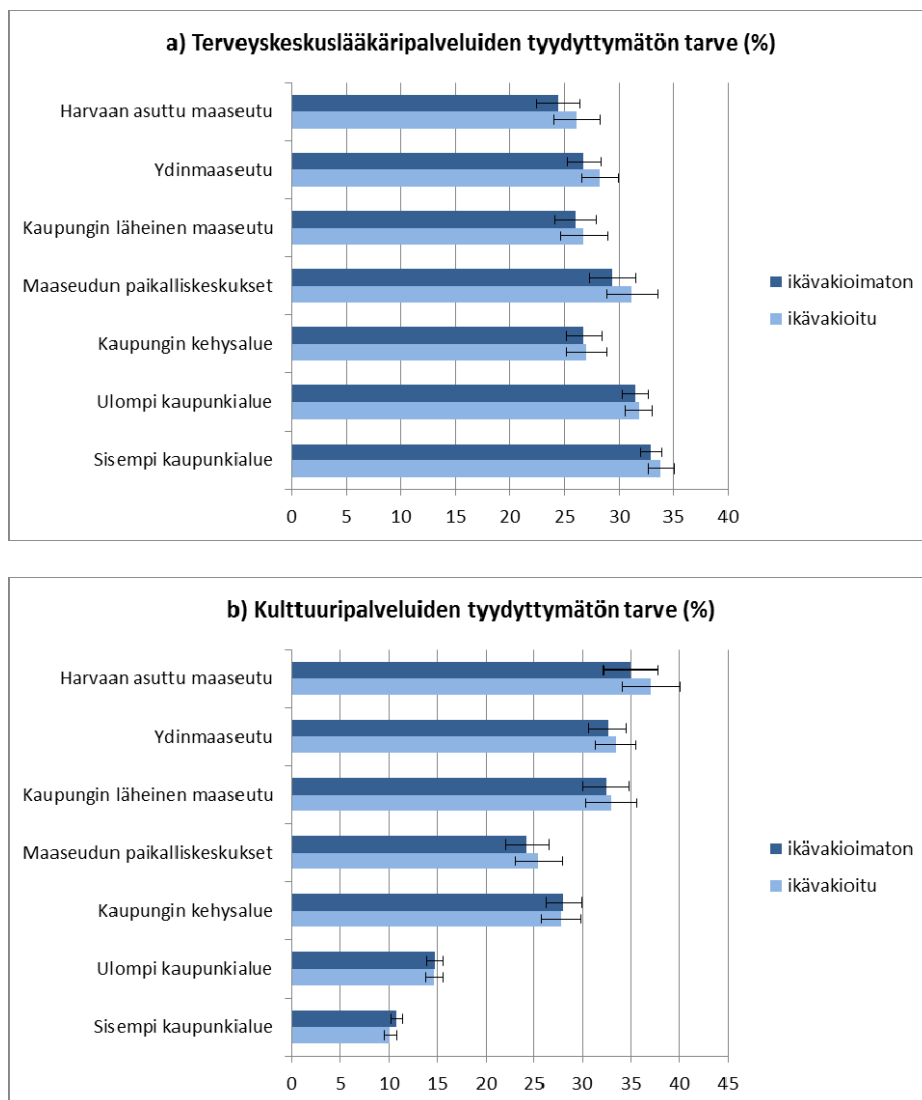 a) Terveyskeskuslääkäripalveluiden tyydyttymätön tarve (%)
Harvaan asuttu maaseutu
Ydinmaaseutu
Kaupungin läheinen maaseutu
Maaseudun paikalliskeskukset
Kaupungin kehysalue
Ulompi kaupunkialue
Sisempi kaupunkialue
0 5 10 15 20 25 30 35 40
ikävakioimaton
ikävakioitu
b) Kulttuuripalveluiden tyydyttymätön tarve (%)
Harvaan asuttu maaseutu
Ydinmaaseutu
Kaupungin läheinen maaseutu
Maaseudun paikalliskeskukset
Kaupungin kehysalue
Ulompi kaupunkialue
Sisempi kaupunkialue
0 5 10 15 20 25 30 35 40 45
ikävakioimaton
ikävakioitu